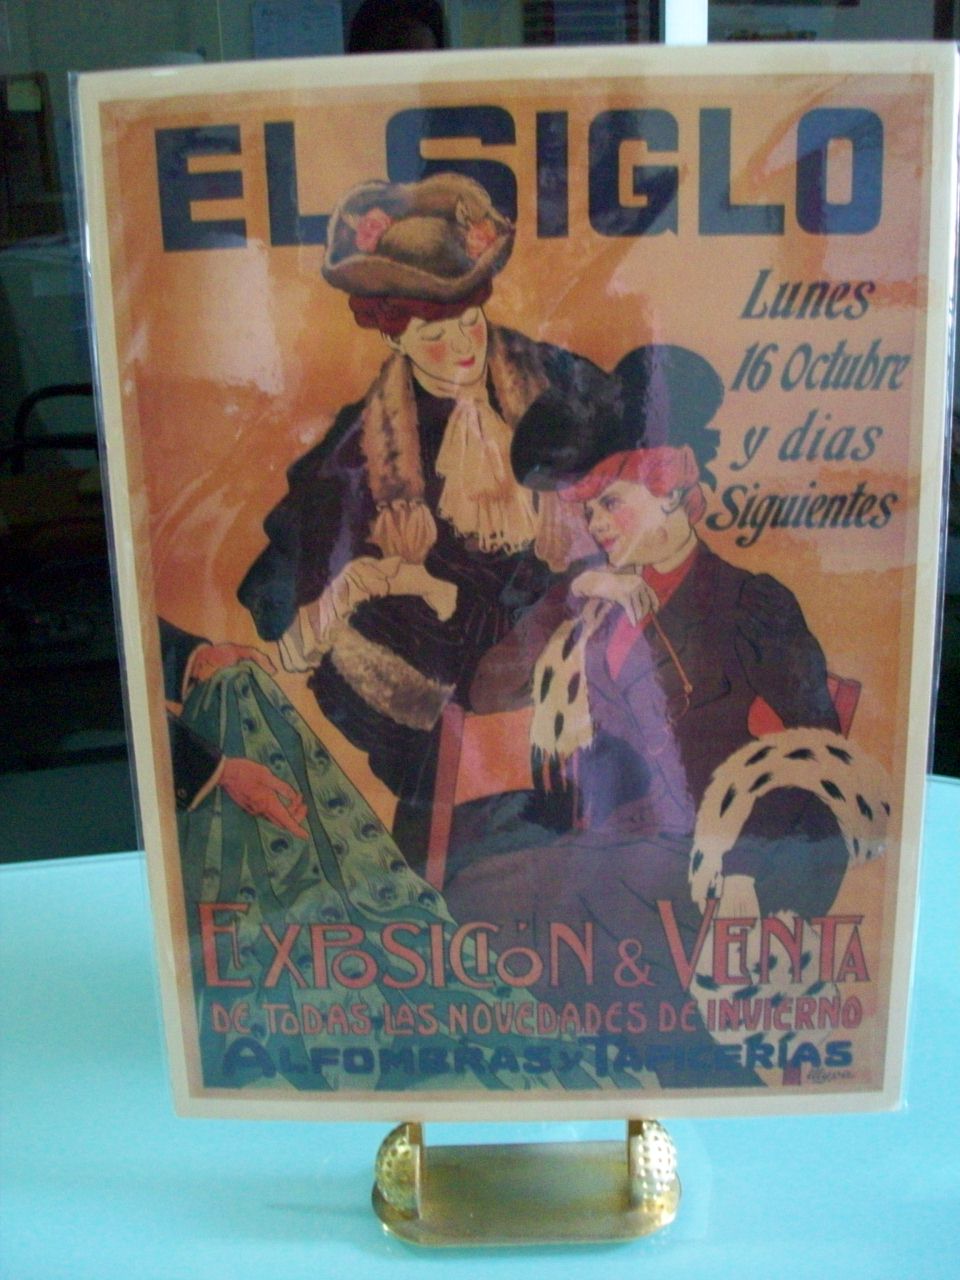 EL SIGLO
Lunes
16 Octubre
y dias
Siguientes
EXPOSICIÓN & VENTA
DE TODAS LAS NOVEDADES DE INVIERNO
ALFOMBRAS y TAPICERÍAS